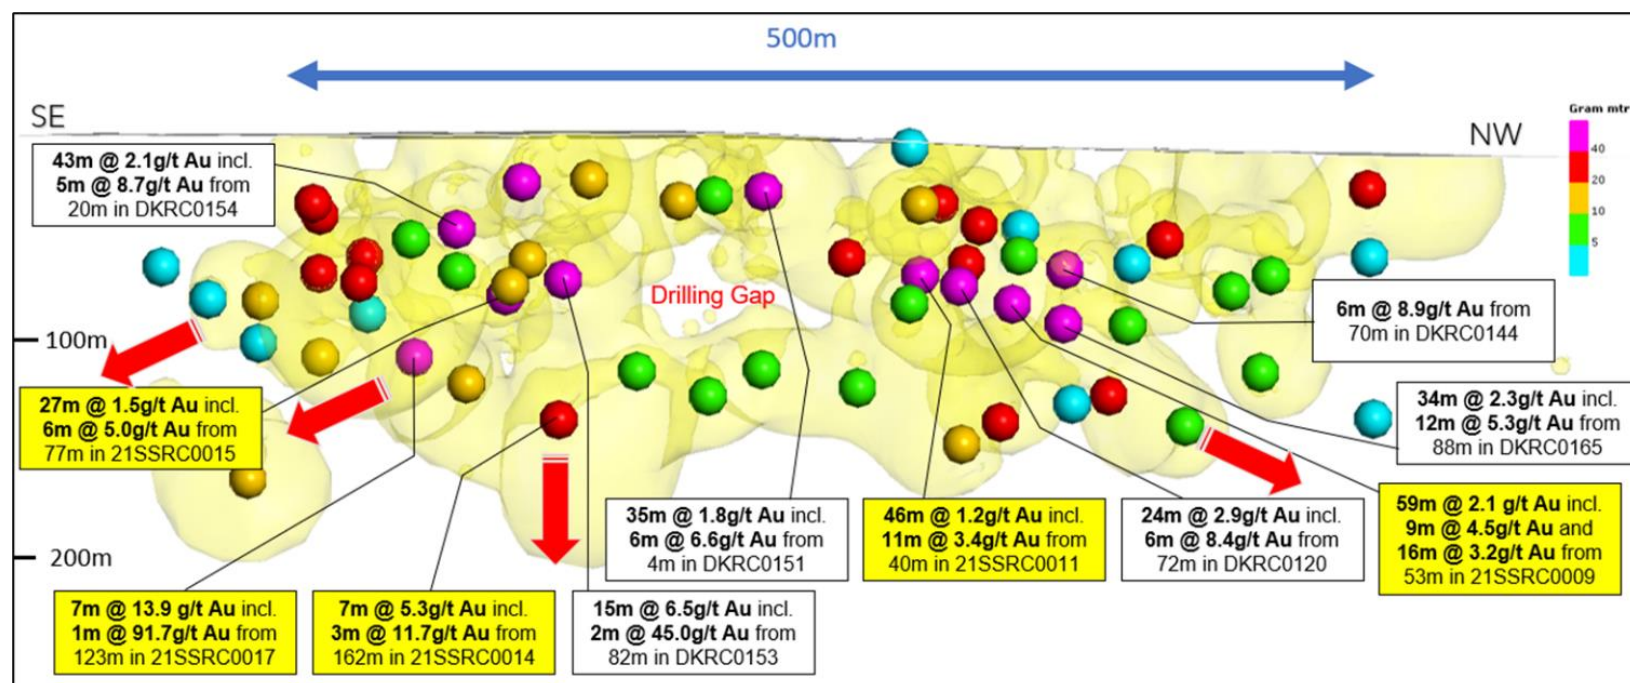 500m
SE
NW
Gram mtr
40
20
10
5
43m @ 2.1g/t Au incl.
5m @ 8.7g/t Au from
20m in DKRC0154
Drilling Gap
6m @ 8.9g/t Au from
70m in DKRC0144
100m
27m @ 1.5g/t Au incl.
6m @ 5.0g/t Au from
77m in 21SSRC0015
34m @ 2.3g/t Au incl.
12m @ 5.3g/t Au from
88m in DKRC0165
200m
35m @ 1.8g/t Au incl.
6m @ 6.6g/t Au from
4m in DKRC0151
46m @ 1.2g/t Au incl.
11m @ 3.4g/t Au from
40m in 21SSRC0011
24m @ 2.9g/t Au incl.
6m @ 8.4g/t Au from
72m in DKRC0120
59m @ 2.1 g/t Au incl.
9m @ 4.5g/t Au and
16m @ 3.2g/t Au from
53m in 21SSRC0009
7m @ 13.9 g/t Au incl.
1m @ 91.7g/t Au from
123m in 21SSRC0017
7m @ 5.3g/t Au incl.
3m @ 11.7g/t Au from
162m in 21SSRC0014
15m @ 6.5g/t Au incl.
2m @ 45.0g/t Au from
82m in DKRC0153